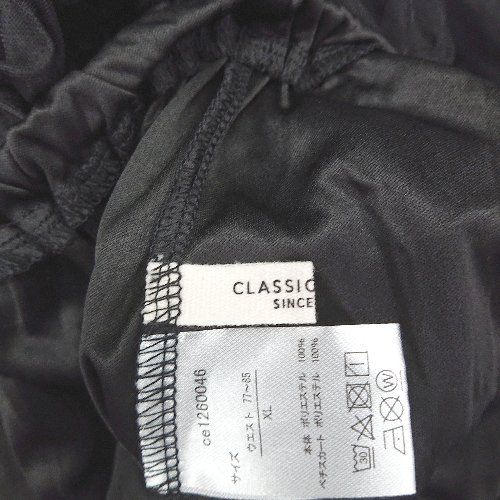 CLASSIC
SINCE
ce1260046
サイズ
ウエスト 77~85
XL
本体 ポリエステル 100%
ペチスカート ポリエステル 100%
30
W